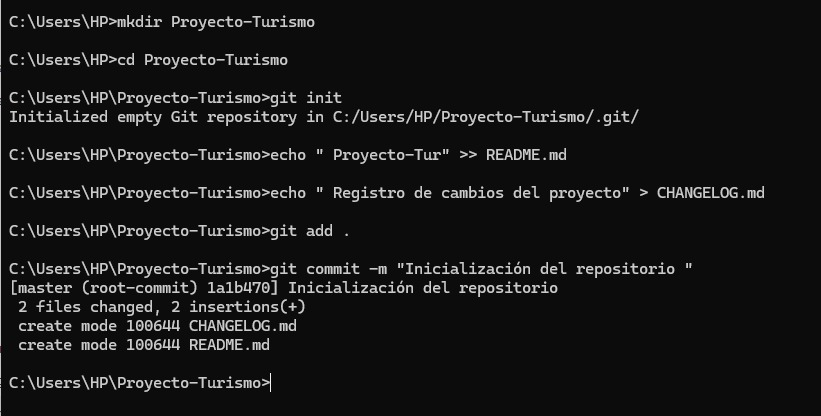 C:\Users\HP>mkdir Proyecto-Turismo
C:\Users\HP>cd Proyecto-Turismo
C:\Users\HP\Proyecto-Turismo>git init
Initialized empty Git repository in C:/Users/HP/Proyecto-Turismo/.git/
C:\Users\HP\Proyecto-Turismo>echo " Proyecto-Tur" >> README.md
C:\Users\HP\Proyecto-Turismo>echo " Registro de cambios del proyecto" > CHANGELOG.md
C:\Users\HP\Proyecto-Turismo>git add .
C:\Users\HP\Proyecto-Turismo>git commit -m "Inicialización del repositorio "
[master (root-commit) 1a1b470] Inicialización del repositorio
 2 files changed, 2 insertions(+)
 create mode 100644 CHANGELOG.md
 create mode 100644 README.md
C:\Users\HP\Proyecto-Turismo>